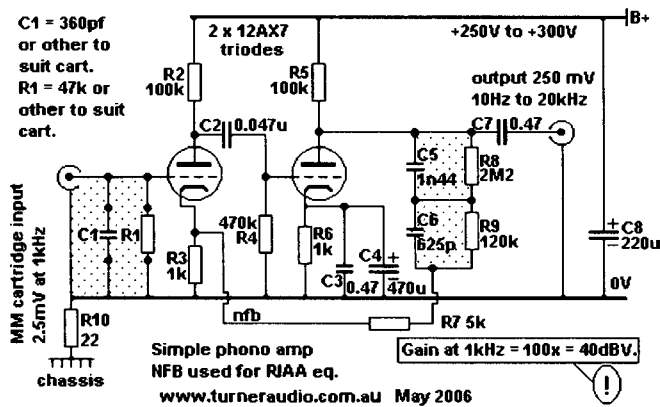 C1 = 360pf
or other to
suit cart.
R1 = 47k or
other to suit
cart.
2 x 12AX7
triodes
B+
+250V to +300V
R2
100k
R5
100k
output 250 mV
10Hz to 20kHz
C2 0.047u
C7 0.47
C5
1n44
R8
2M2
MM cartridge input
2.5mV at 1kHz
C1
R1
470k
R4
R6
1k
C6
625p
R9
120k
C8
220u
R3
1k
C3
0.47
C4
470u
0V
R10
22
nfb
R7 5k
chassis
Simple phono amp
NFB used for RIAA eq.
Gain at 1kHz = 100x = 40dBV.
!
www.turneraudio.com.au May 2006